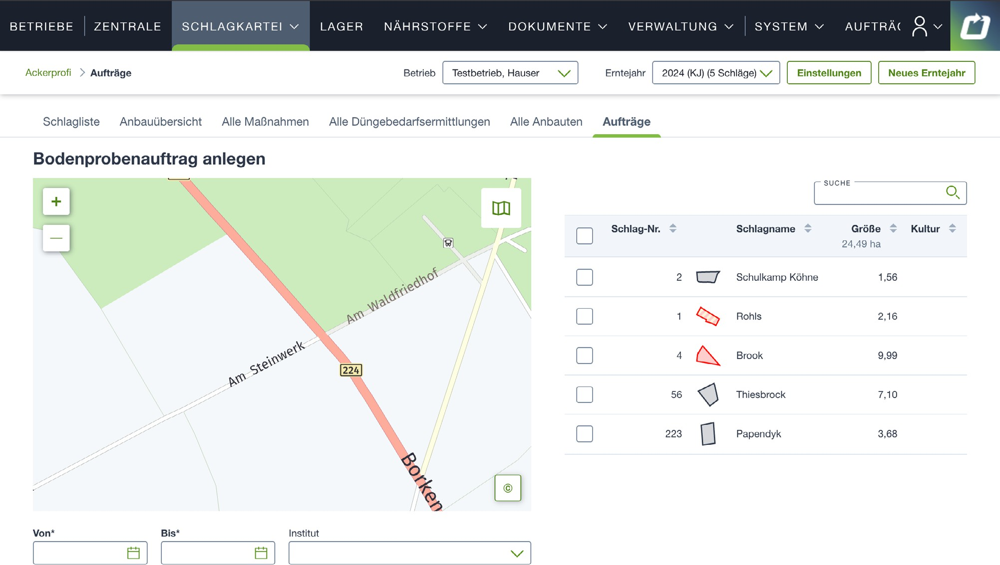 BETRIEBE ZENTRALE SCHLAGKARTEI LAGER NÄHRSTOFFE DOKUMENTE VERWALTUNG SYSTEM AUFTRÄ
Ackerprofi Aufträge Betrieb Testbetrieb, Hauser Erntejahr 2024 (KJ) (5 Schläge) Einstellungen Neues Erntejahr
Schlagliste Anbauübersicht Alle Maßnahmen Alle Düngebedarfsermittlungen Alle Anbauten Aufträge
Bodenprobenauftrag anlegen
+
—
Am Waldfriedhof
Am Steinwerk
224
Borken
©
SUCHE
Schlag-Nr. Schlagname Größe Kultur
24,49 ha
2 Schulkamp Köhne 1,56
1 Rohls 2,16
4 Brook 9,99
56 Thiesbrock 7,10
223 Papendyk 3,68
Von* Bis* Institut